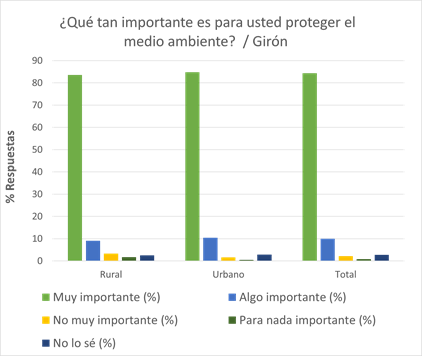 ¿Qué tan importante es para usted proteger el
medio ambiente?  / Girón
% Respuestas
90
80
70
60
50
40
30
20
10
0
Rural Urbano Total
Muy importante (%) Algo importante (%)
No muy importante (%) Para nada importante (%)
No lo sé (%)